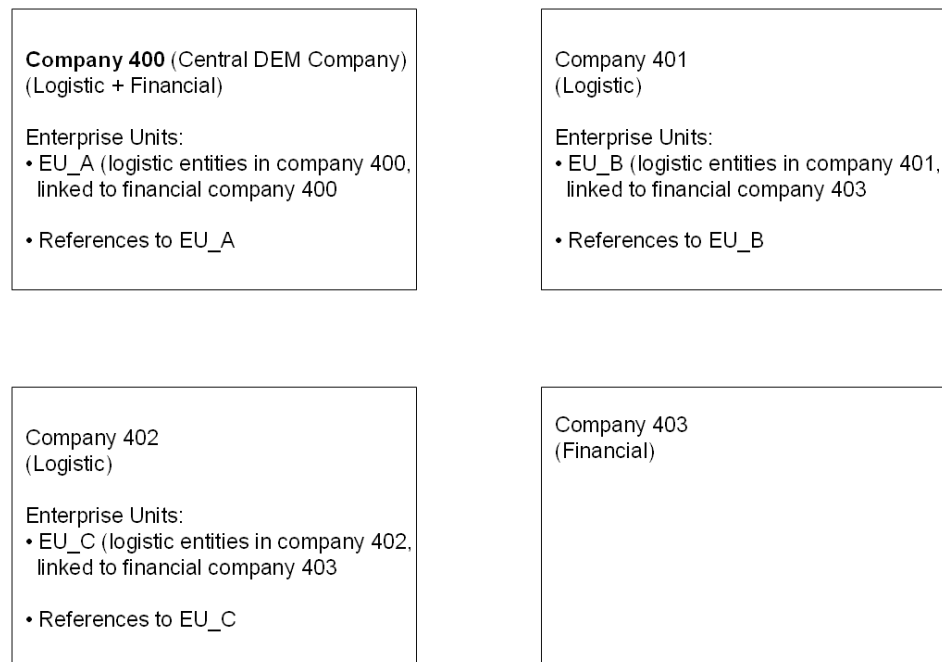 Company 400 (Central DEM Company)
(Logistic + Financial)
Enterprise Units:
• EU_A (logistic entities in company 400,
linked to financial company 400
• References to EU_A
Company 401
(Logistic)
Enterprise Units:
• EU_B (logistic entities in company 401,
linked to financial company 403
• References to EU_B
Company 402
(Logistic)
Enterprise Units:
• EU_C (logistic entities in company 402,
linked to financial company 403
• References to EU_C
Company 403
(Financial)